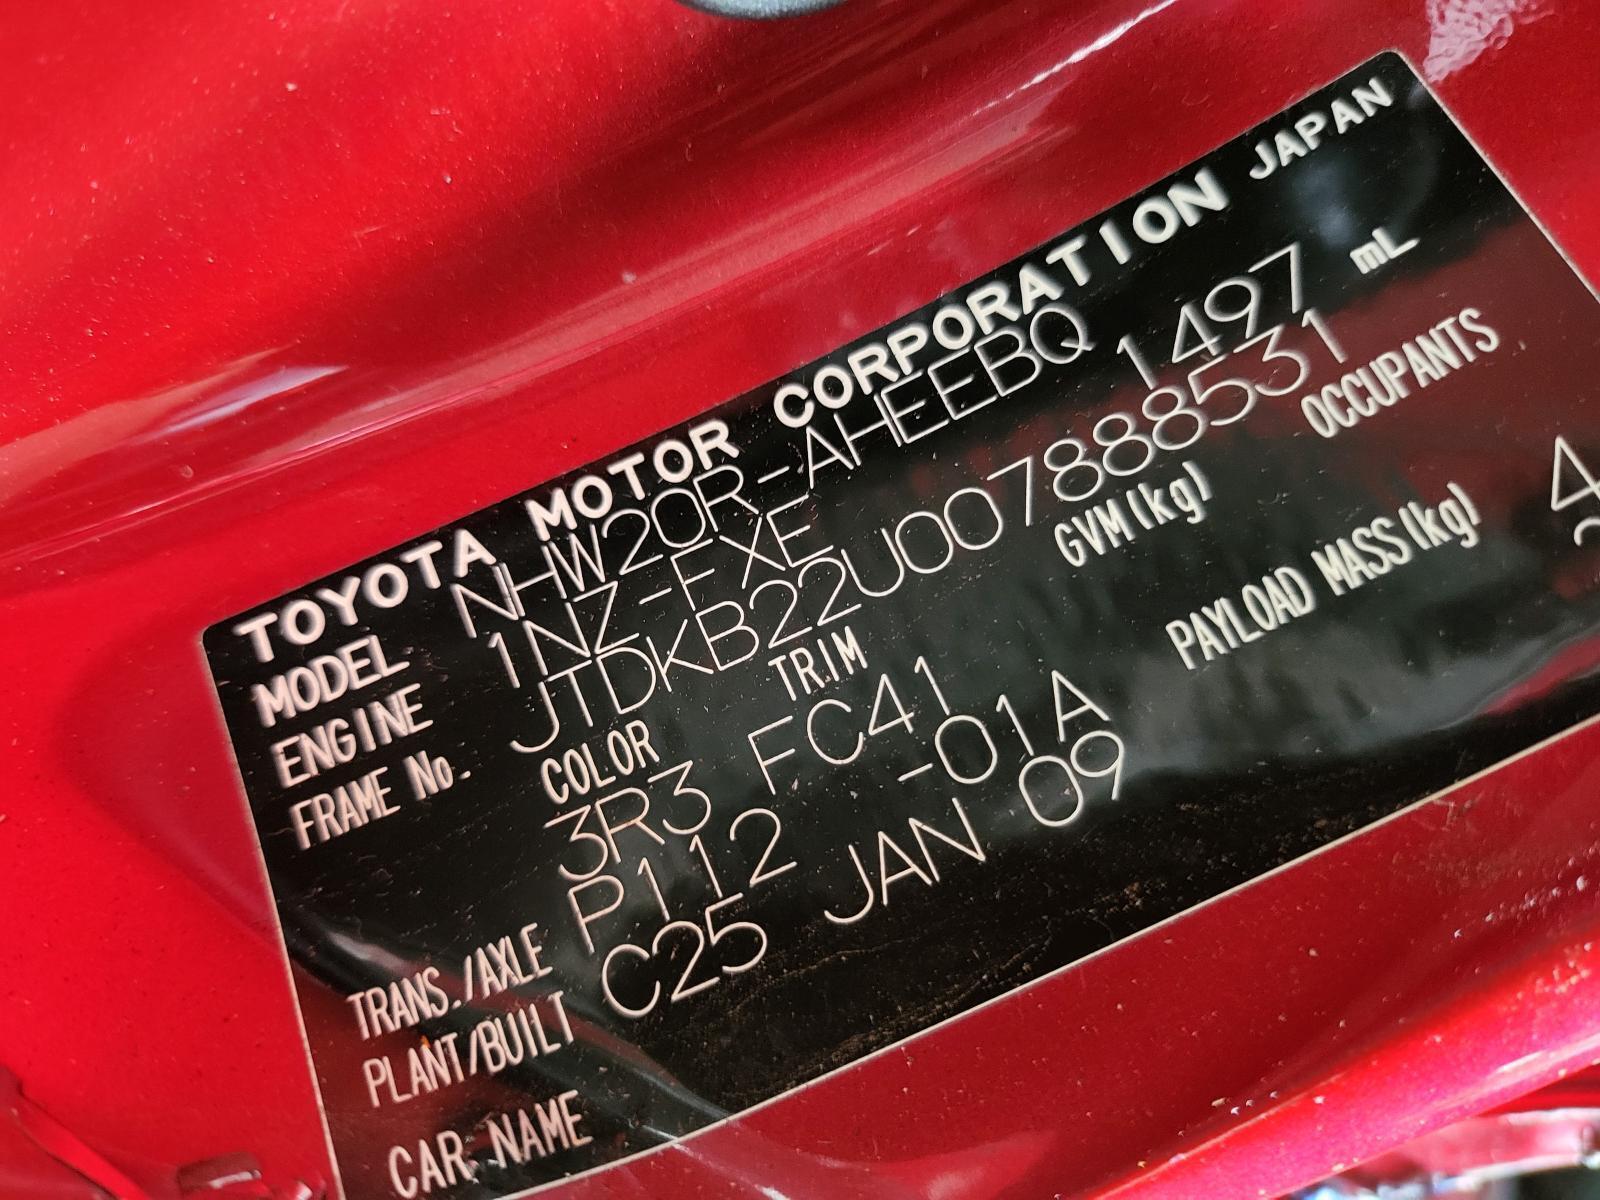 TOYOTA MOTOR CORPORATION JAPAN
MODEL NHW20R-AHEEBQ
ENGINE 1NZ-FXE 1497 mL
FRAME No. JTDKB22U007888531
COLOR TRIM GVM(kg) OCCUPANTS
3R3 FC41 PAYLOAD MASS(kg) 4
TRANS./AXLE P112 -01A
PLANT/BUILT C25 JAN 09
CAR NAME